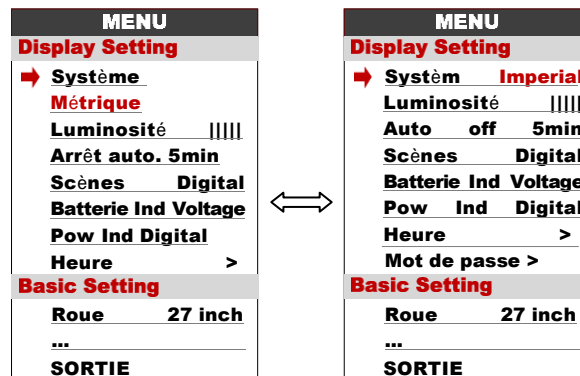 MENU
Display Setting
Système
Métrique
Luminosité |||||
Arrêt auto. 5min
Scènes Digital
Batterie Ind Voltage
Pow Ind Digital
Heure >
Basic Setting
Roue 27 inch
...
SORTIE
MENU
Display Setting
Systèm Imperial
Luminosité |||||
Auto off 5min
Scènes Digital
Batterie Ind Voltage
Pow Ind Digital
Heure >
Mot de passe >
Basic Setting
Roue 27 inch
...
SORTIE